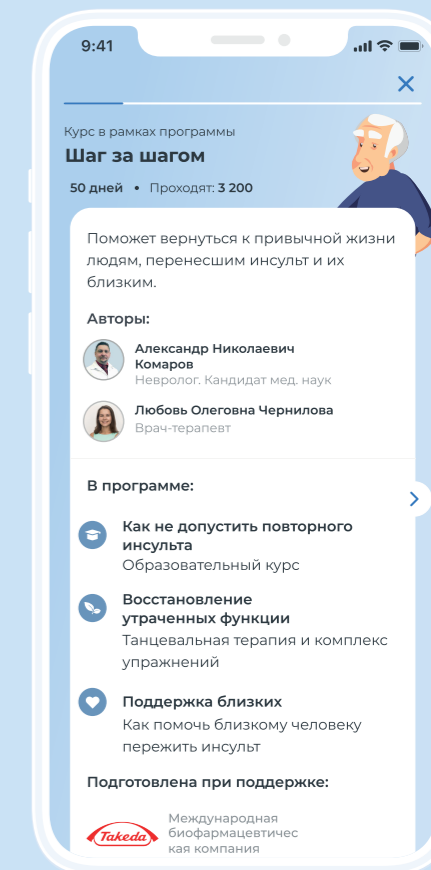 9:41
Курс в рамках программы
Шаг за шагом
50 дней • Проходят: 3 200
Поможет вернуться к привычной жизни
людям, перенесшим инсульт и их
близким.
Авторы:
Александр Николаевич
Комаров
Невролог. Кандидат мед. наук
Любовь Олеговна Чернилова
Врач-терапевт
В программе:
Как не допустить повторного
инсульта
Образовательный курс
Восстановление
утраченных функции
Танцевальная терапия и комплекс
упражнений
Поддержка близких
Как помочь близкому человеку
пережить инсульт
Подготовлена при поддержке:
Takeda
Международная
биофармацевтичес
кая компания